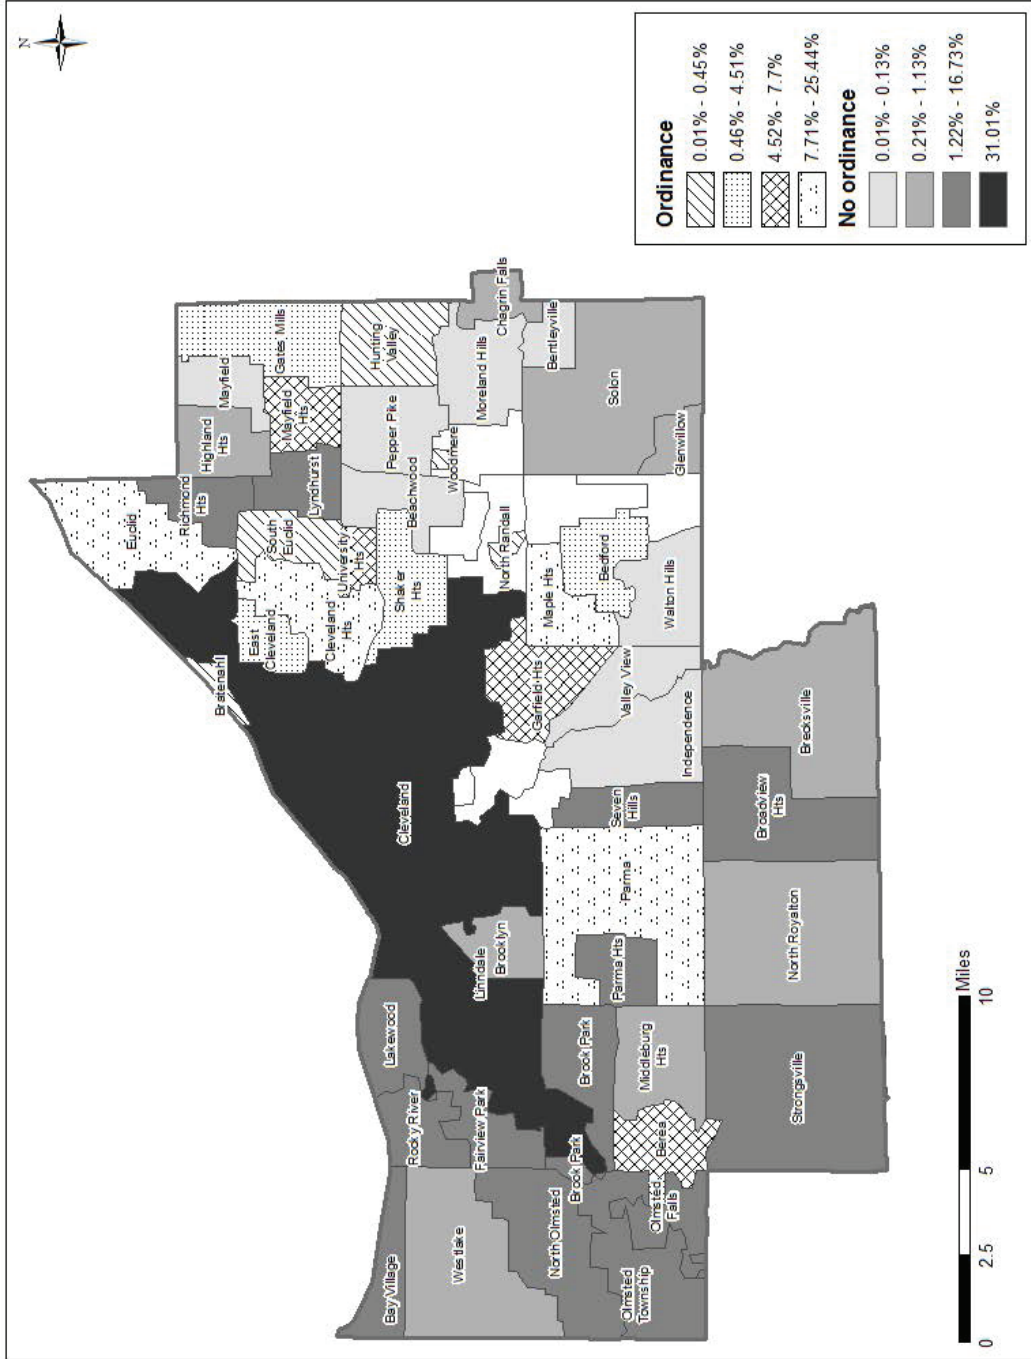 N
Ordinance
0.01% - 0.45%
0.46% - 4.51%
4.52% - 7.7%
7.71% - 25.44%
No ordinance
0.01% - 0.13%
0.21% - 1.13%
1.22% - 16.73%
31.01%
Euclid
Richmond
Hts
Highland
Hts
Mayfield
Gates Mills
Mayfield
Hts
Lyndhurst
South
Euclid
Hunting
Valley
Pepper Pike
Beachwood
University
Hts
Cleveland
Hts
East
Cleveland
Bratenahl
Shaker
Hts
Woodmere
Moreland Hills
Chagrin Falls
Bentleyville
Solon
Glenwillow
North Randall
Bedford
Maple Hts
Walton Hills
Garfield Hts
Valley View
Independence
Cleveland
Seven
Hills
Brecksville
Broadview
Hts
Parma
Parma Hts
North Royalton
Linndale
Brooklyn
Lakewood
Rocky River
Fairview Park
Brook Park
Brook Park
Middleburg
Hts
Berea
Strongsville
Bay Village
Westlake
North Olmsted
Olmsted
Falls
Olmsted
Township
Miles
0
2.5
5
10